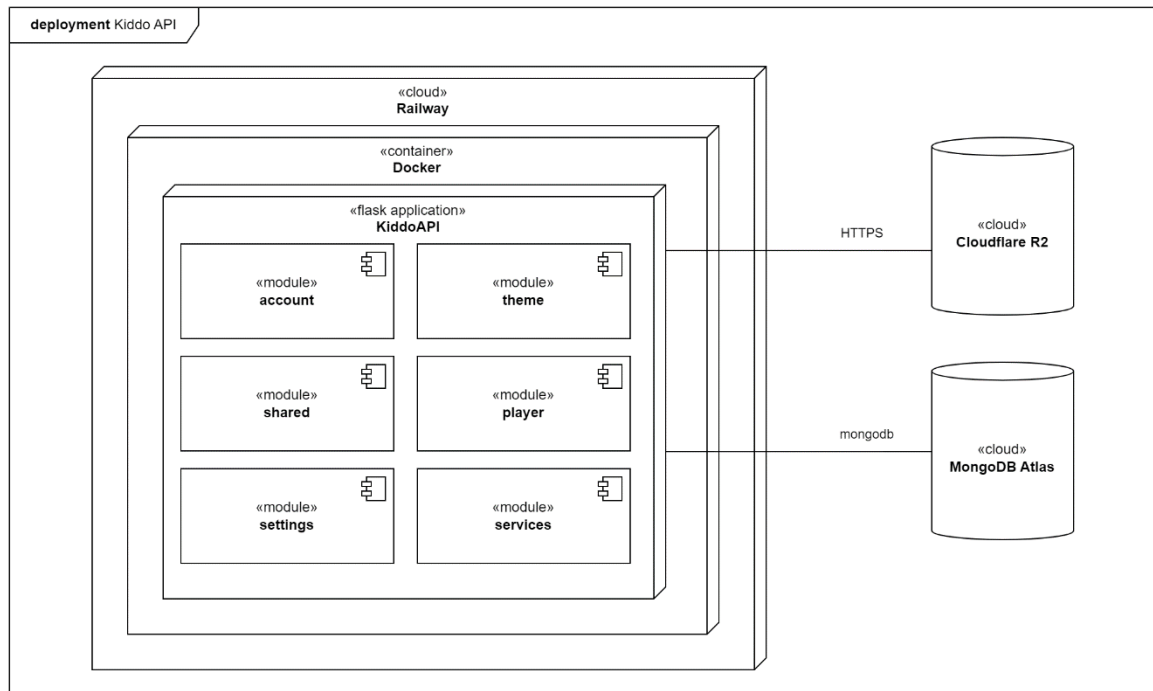 deployment Kiddo API
«cloud»
Railway
«container»
Docker
«flask application»
KiddoAPI
«module»
account
«module»
theme
«module»
shared
«module»
player
«module»
settings
«module»
services
HTTPS
«cloud»
Cloudflare R2
mongodb
«cloud»
MongoDB Atlas